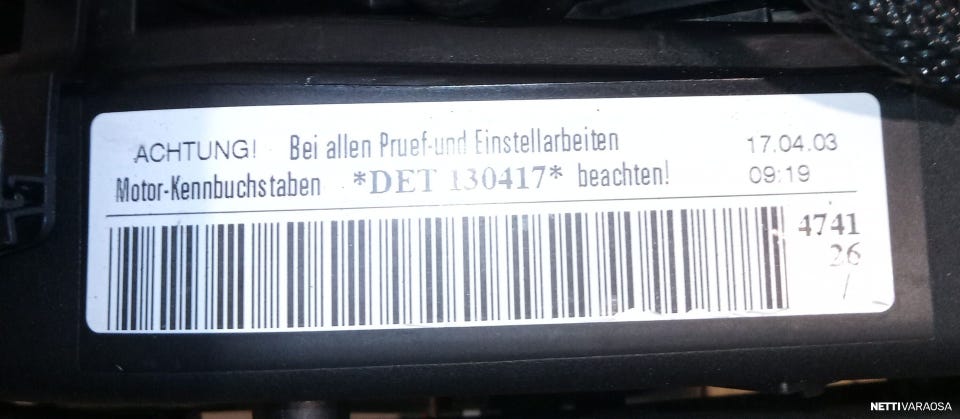 ACHTUNG! Bei allen Pruef-und Einstellarbeiten 17.04.03
Motor-Kennbuchstaben *DET 130417* beachten! 09:19
4741
26
/
NETTIVARAOSA